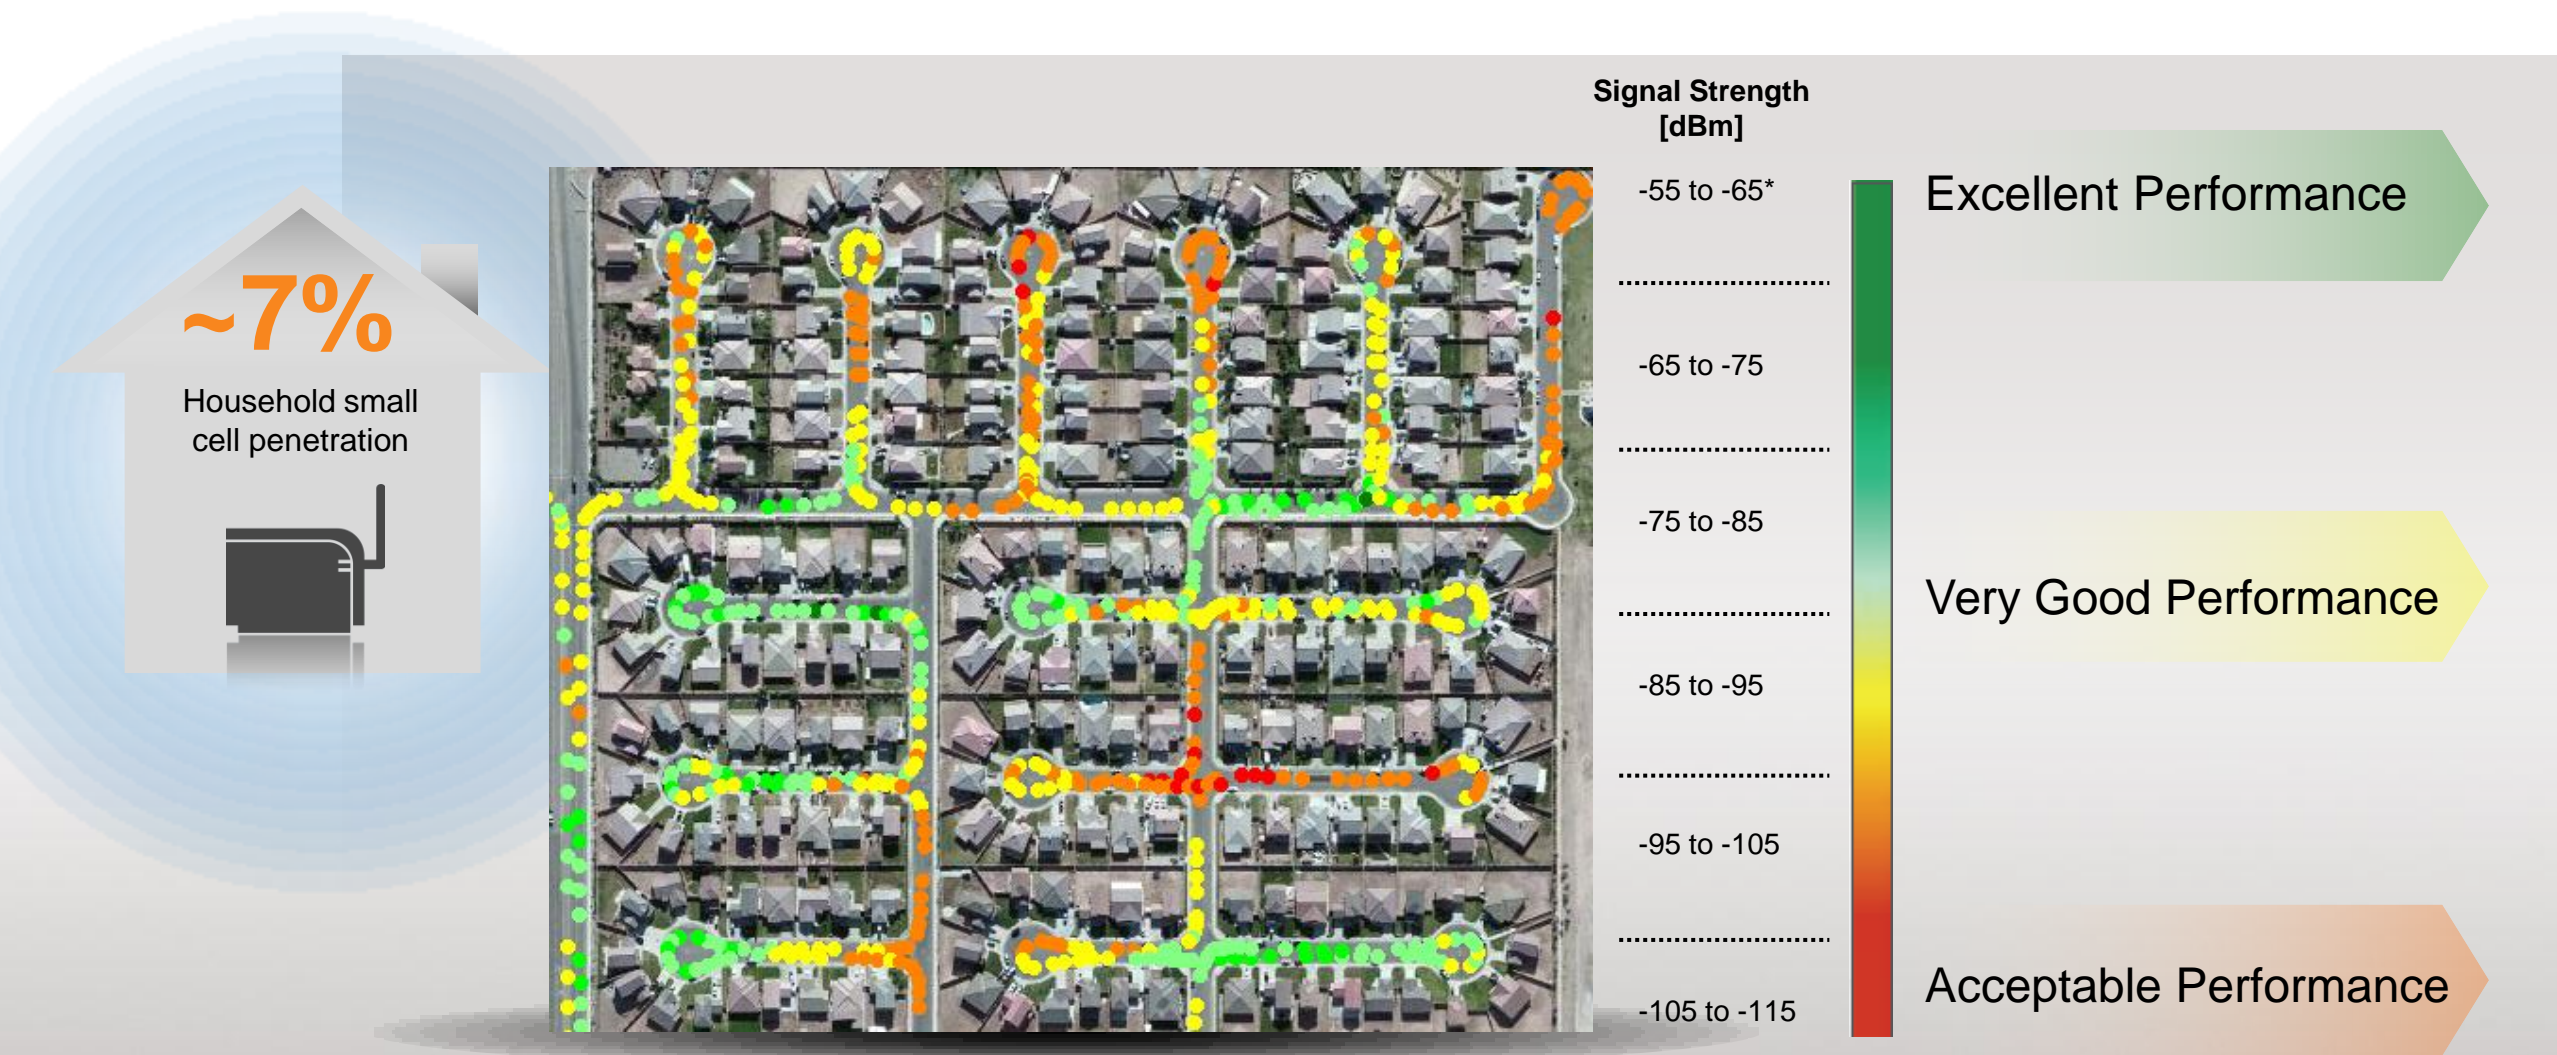 ~7%
Household small
cell penetration
Signal Strength
[dBm]
-55 to -65*
-65 to -75
-75 to -85
-85 to -95
-95 to -105
-105 to -115
Excellent Performance
Very Good Performance
Acceptable Performance